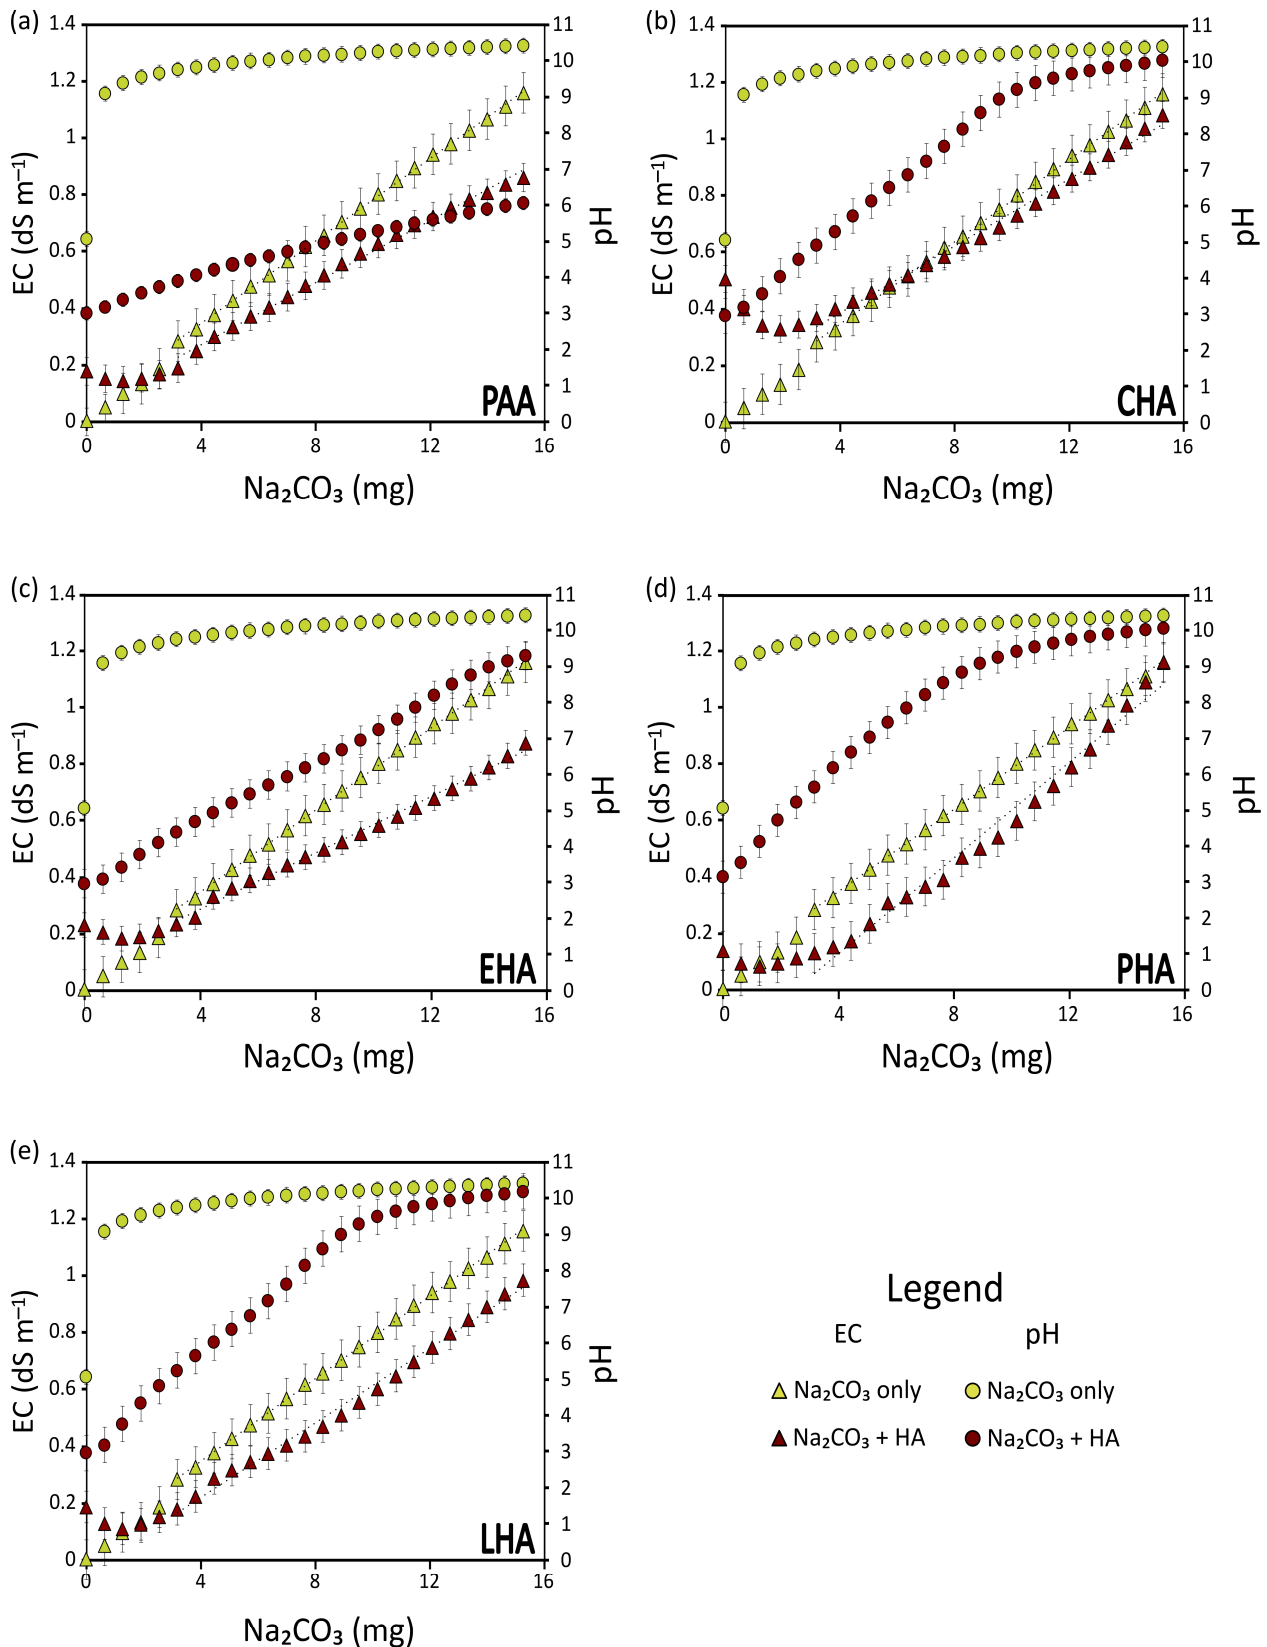 (a)
1.4
1.2
1
0.8
0.6
0.4
0.2
0
EC (dS m⁻¹)
11
10
9
8
7
6
5
4
3
2
1
0
pH
PAA
0 4 8 12 16
Na₂CO₃ (mg)
(b)
1.4
1.2
1
0.8
0.6
0.4
0.2
0
EC (dS m⁻¹)
11
10
9
8
7
6
5
4
3
2
1
0
pH
CHA
0 4 8 12 16
Na₂CO₃ (mg)
(c)
1.4
1.2
1
0.8
0.6
0.4
0.2
0
EC (dS m⁻¹)
11
10
9
8
7
6
5
4
3
2
1
0
pH
EHA
0 4 8 12 16
Na₂CO₃ (mg)
(d)
1.4
1.2
1
0.8
0.6
0.4
0.2
0
EC (dS m⁻¹)
11
10
9
8
7
6
5
4
3
2
1
0
pH
PHA
0 4 8 12 16
Na₂CO₃ (mg)
(e)
1.4
1.2
1
0.8
0.6
0.4
0.2
0
EC (dS m⁻¹)
11
10
9
8
7
6
5
4
3
2
1
0
pH
LHA
0 4 8 12 16
Na₂CO₃ (mg)
Legend
EC pH
Na₂CO₃ only Na₂CO₃ only
Na₂CO₃ + HA Na₂CO₃ + HA